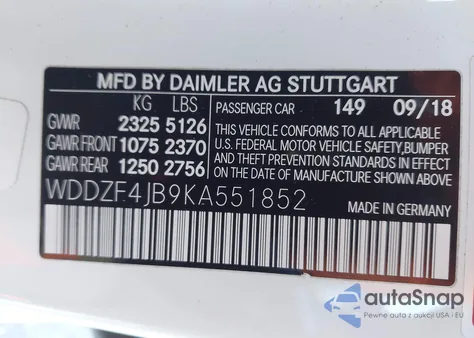 MFD BY DAIMLER AG STUTTGART
KG LBS PASSENGER CAR 149 09/18
GVWR 2325 5126
GAWR FRONT 1075 2370
GAWR REAR 1250 2756
THIS VEHICLE CONFORMS TO ALL APPLICABLE
U.S. FEDERAL MOTOR VEHICLE SAFETY, BUMPER
AND THEFT PREVENTION STANDARDS IN EFFECT
ON THE DATE OF MANUFACTURE SHOWN ABOVE
WDDZF4JB9KA551852
MADE IN GERMANY
autaSnap
Pewne auta z USA i EU